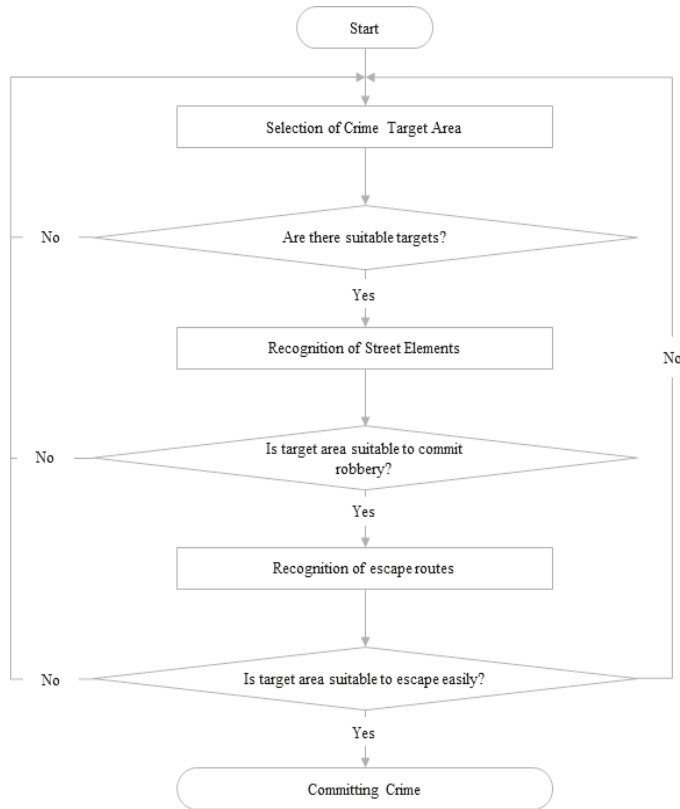 Start
Selection of Crime Target Area
No
Are there suitable targets?
Yes
Recognition of Street Elements
No
No
Is target area suitable to commit
robbery?
Yes
Recognition of escape routes
No
Is target area suitable to escape easily?
Yes
Committing Crime